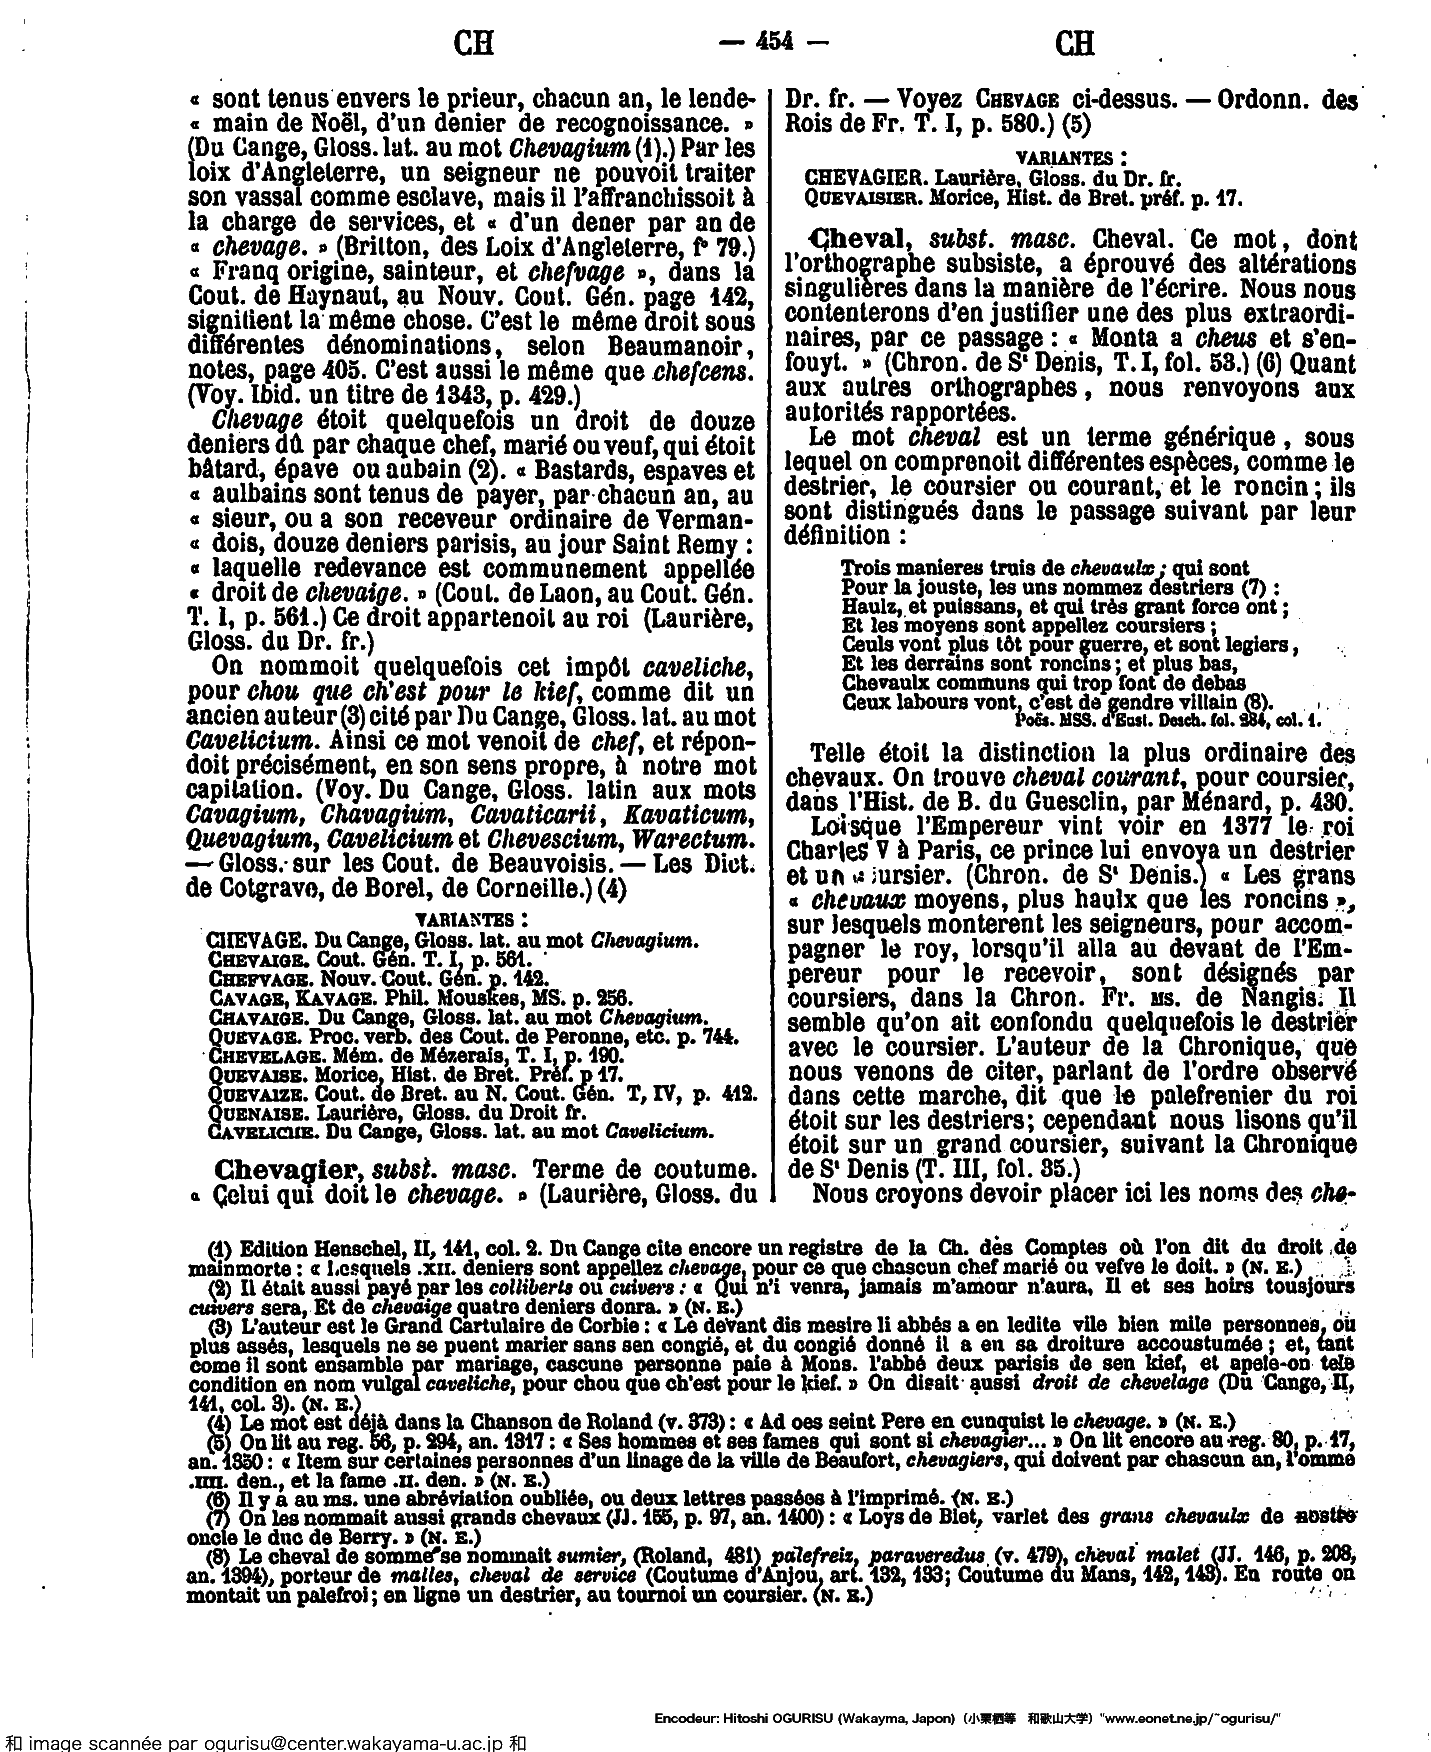 CH — 454 — CH
« sont tenus envers le prieur, chacun an, le lende-
« main de Noël, d'un denier de recognoissance. »
(Du Cange, Gloss. lat. au mot Chevagium (1).) Par les
loix d'Angleterre, un seigneur ne pouvoit traiter
son vassal comme esclave, mais il l'affranchissoit à
la charge de services, et « d'un dener par an de
« chevage. » (Britton, des Loix d'Angleterre, f° 79.)
« Franq origine, sainteur, et chefvage », dans la
Cout. de Haynaut, au Nouv. Cout. Gén. page 142,
signifient la même chose. C'est le même droit sous
différentes dénominations, selon Beaumanoir,
notes, page 405. C'est aussi le même que chefcens.
(Voy. Ibid. un titre de 1343, p. 429.)
Chevage étoit quelquefois un droit de douze
deniers dû par chaque chef, marié ou veuf, qui étoit
bâtard, épave ou aubain (2). « Bastards, espaves et
« aulbains sont tenus de payer, par chacun an, au
« sieur, ou a son receveur ordinaire de Verman-
« dois, douze deniers parisis, au jour Saint Remy :
« laquelle redevance est communement appellée
« droit de chevaige. » (Cout. de Laon, au Cout. Gén.
T. I, p. 561.) Ce droit appartenoit au roi (Laurière,
Gloss. du Dr. fr.)
On nommoit quelquefois cet impôt caveliche,
pour chou que ch'est pour le kief, comme dit un
ancien auteur (3) cité par Du Cange, Gloss. lat. au mot
Cavelicium. Ainsi ce mot venoit de chef, et répon-
doit précisément, en son sens propre, à notre mot
capitation. (Voy. Du Cange, Gloss. latin aux mots
Cavagium, Chavagium, Cavaticarii, Kavaticum,
Quevagium, Cavelicium et Chevescium, Warectum.
— Gloss. sur les Cout. de Beauvoisis. — Les Dict.
de Cotgrave, de Borel, de Corneille.) (4)
VARIANTES :
CHEVAGE. Du Cange, Gloss. lat. au mot Chevagium.
CHEVAIGE. Cout. Gén. T. I, p. 561.
CHEFVAGE. Nouv. Cout. Gén. p. 142.
CAVAGE, KAVAGE. Phil. Mouskes, MS. p. 256.
CHAVAIGE. Du Cange, Gloss. lat. au mot Chevagium.
QUEVAGE. Proc. verb. des Cout. de Peronne, etc. p. 744.
CHEVELAGE. Mém. de Mézerais, T. I, p. 190.
QUEVAISE. Morice, Hist. de Bret. Préf. p 17.
QUEVAIZE. Cout. de Bret. au N. Cout. Gén. T, IV, p. 412.
QUENAISE. Laurière, Gloss. du Droit fr.
CAVELICHE. Du Cange, Gloss. lat. au mot Cavelicium.
Chevagier, subst. masc. Terme de coutume.
« Celui qui doit le chevage. » (Laurière, Gloss. du
Dr. fr. — Voyez CHEVAGE ci-dessus. — Ordonn. des
Rois de Fr. T. I, p. 580.) (5)
VARIANTES :
CHEVAGIER. Laurière, Gloss. du Dr. fr.
QUEVAISIER. Morice, Hist. de Bret. préf. p. 17.
Cheval, subst. masc. Cheval. Ce mot, dont
l'orthographe subsiste, a éprouvé des altérations
singulières dans la manière de l'écrire. Nous nous
contenterons d'en justifier une des plus extraordi-
naires, par ce passage : « Monta a cheus et s'en-
fouyt. » (Chron. de St Denis, T. I, fol. 53.) (6) Quant
aux autres orthographes, nous renvoyons aux
autorités rapportées.
Le mot cheval est un terme générique, sous
lequel on comprenoit différentes espèces, comme le
destrier, le coursier ou courant, et le roncin ; ils
sont distingués dans le passage suivant par leur
définition :
Trois manieres truis de chevaulx ; qui sont
Pour la jouste, les uns nommez destriers (7) :
Haulz, et puissans, et qui très grant force ont ;
Et les moyens sont appellez coursiers ;
Ceuls vont plus tôt pour guerre, et sont legiers,
Et les derrains sont roncins ; et plus bas,
Chevaulx communs qui trop font de debas
Ceux labours vont, c'est de gendre villain (8).
Poës. MSS. d'Eust. Desch. fol. 284, col. 1.
Telle étoit la distinction la plus ordinaire des
chevaux. On trouve cheval courant, pour coursier,
dans l'Hist. de B. du Guesclin, par Ménard, p. 430.
Lorsque l'Empereur vint voir en 1377 le roi
Charles V à Paris, ce prince lui envoya un destrier
et un coursier. (Chron. de St Denis.) « Les grans
« chevaux moyens, plus haulx que les roncins »,
sur lesquels monterent les seigneurs, pour accom-
pagner le roy, lorsqu'il alla au devant de l'Em-
pereur pour le recevoir, sont désignés par
coursiers, dans la Chron. Fr. MS. de Nangis. Il
semble qu'on ait confondu quelquefois le destrier
avec le coursier. L'auteur de la Chronique, que
nous venons de citer, parlant de l'ordre observé
dans cette marche, dit que le palefrenier du roi
étoit sur les destriers ; cependant nous lisons qu'il
étoit sur un grand coursier, suivant la Chronique
de St Denis (T. III, fol. 35.)
Nous croyons devoir placer ici les noms des che-
(1) Edition Henschel, II, 141, col. 2. Du Cange cite encore un registre de la Ch. des Comptes où l'on dit du droit de
mainmorte : « Lesquels .XII. deniers sont appellez chevage, pour ce que chascun chef marié ou vefve le doit. » (N. E.)
(2) Il était aussi payé par les colliberts ou cuivers : « Qui n'i venra, jamais m'amour n'aura, Il et ses hoirs tousjours
cuivers sera, Et de chevaige quatre deniers donra. » (N. E.)
(3) L'auteur est le Grand Cartulaire de Corbie : « Le devant dis mesire li abbés a en ledite vile bien mile personnes, où
plus assés, lesquels ne se puent marier sans sen congié, et du congié donné il a en sa droiture accoustumée ; et, tant
come il sont ensamble par mariage, cascune personne paie à Mons. l'abbé deux parisis de sen kief, et apele-on tele
condition en nom vulgal caveliche, pour chou que ch'est pour le kief. » On disait aussi droit de chevelage (Du Cange, II,
141, col. 3). (N. E.)
(4) Le mot est déjà dans la Chanson de Roland (v. 373) : « Ad oes seint Pere en cunquist le chevage. » (N. E.)
(5) On lit au reg. 56, p. 294, an. 1317 : « Ses hommes et ses fames qui sont si chevagier... » On lit encore au reg. 80, p. 17,
an. 1350 : « Item sur certaines personnes d'un linage de la ville de Beaufort, chevagiers, qui doivent par chascun an, l'omme
.IIII. den., et la fame .II. den. » (N. E.)
(6) Il y a au ms. une abréviation oubliée, ou deux lettres passées à l'imprimé. (N. E.)
(7) On les nommait aussi grands chevaux (JJ. 155, p. 97, an. 1400) : « Loys de Blet, varlet des grans chevaulx de nostre
oncle le duc de Berry. » (N. E.)
(8) Le cheval de somme se nommait sumier, (Roland, 481) palefreiz, paraveredus (v. 479), cheval malet (JJ. 146, p. 208,
an. 1394), porteur de malles, cheval de service (Coutume d'Anjou, art. 132, 133 ; Coutume du Mans, 142, 143). En route on
montait un palefroi ; en ligne un destrier, au tournoi un coursier. (N. E.)
Encodeur: Hitoshi OGURISU (Wakayma, Japon) (小栗栖等 和歌山大学) "www.eonet.ne.jp/~ogurisu/"
和 image scannée par ogurisu@center.wakayama-u.ac.jp 和